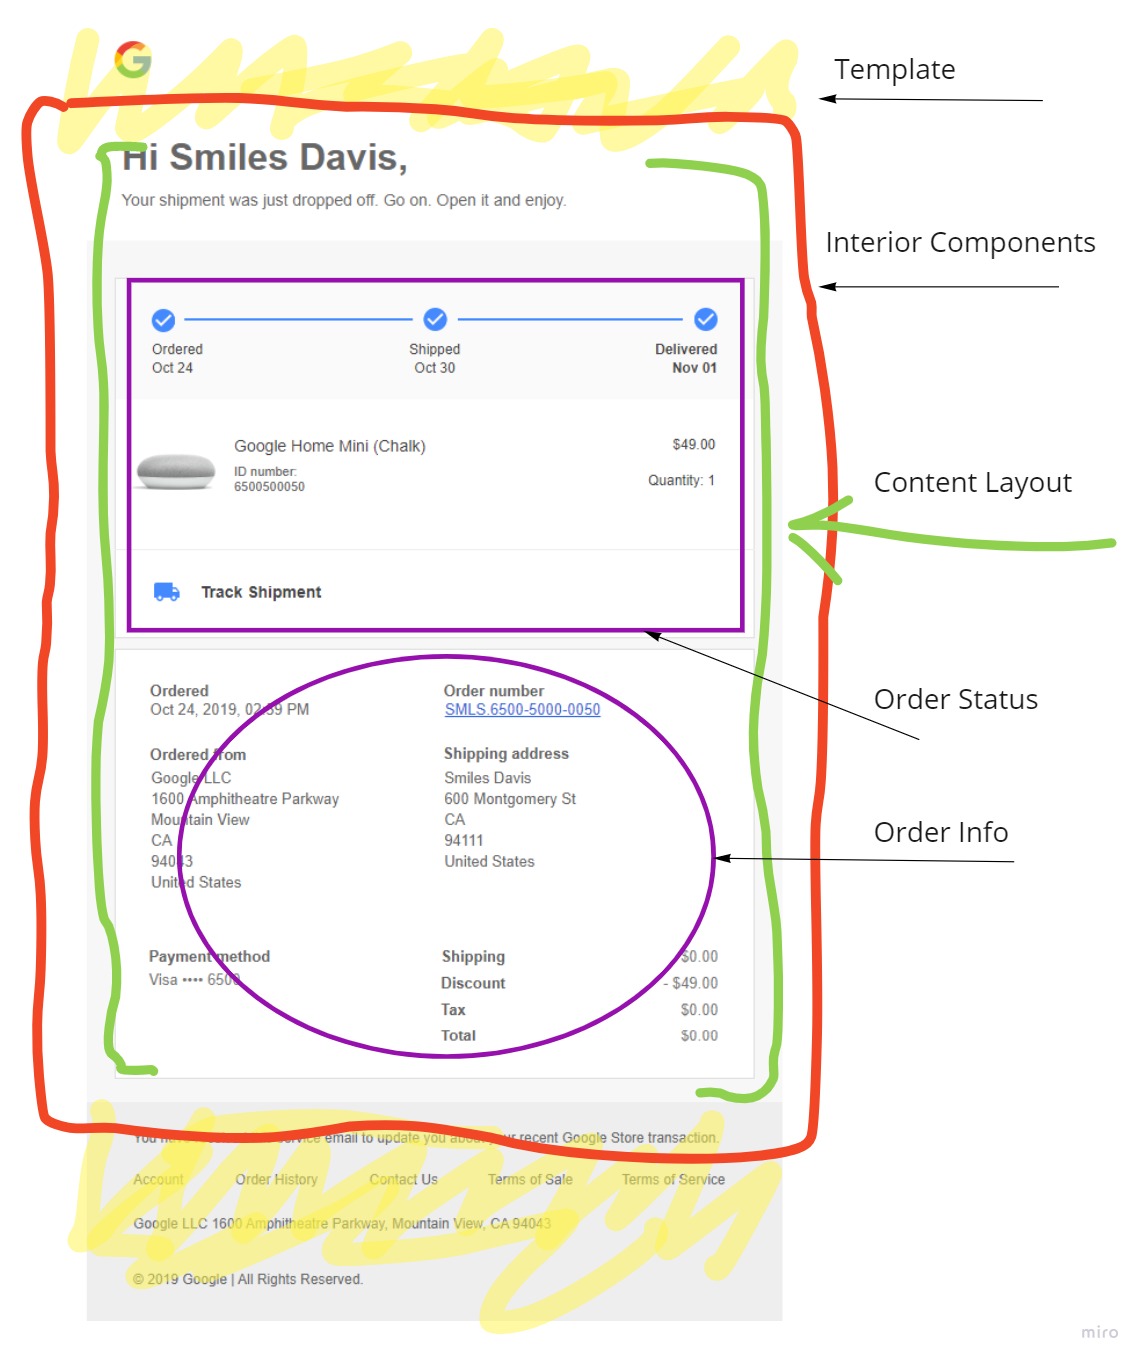 Template
Hi Smiles Davis,
Your shipment was just dropped off. Go on. Open it and enjoy.
Interior Components
Ordered
Oct 24
Shipped
Oct 30
Delivered
Nov 01
Google Home Mini (Chalk)
ID number:
6500500050
$49.00
Quantity: 1
Content Layout
Track Shipment
Order Status
Ordered
Oct 24, 2019, 02:39 PM
Order number
SMLS.6500-5000-0050
Ordered from
Google LLC
1600 Amphitheatre Parkway
Mountain View
CA
94043
United States
Shipping address
Smiles Davis
600 Montgomery St
CA
94111
United States
Order Info
Payment method
Visa •••• 6500
Shipping $0.00
Discount - $49.00
Tax $0.00
Total $0.00
You have service email to update you about your recent Google Store transaction.
Account Order History Contact Us Terms of Sale Terms of Service
Google LLC 1600 Amphitheatre Parkway, Mountain View, CA 94043
© 2019 Google | All Rights Reserved.
miro